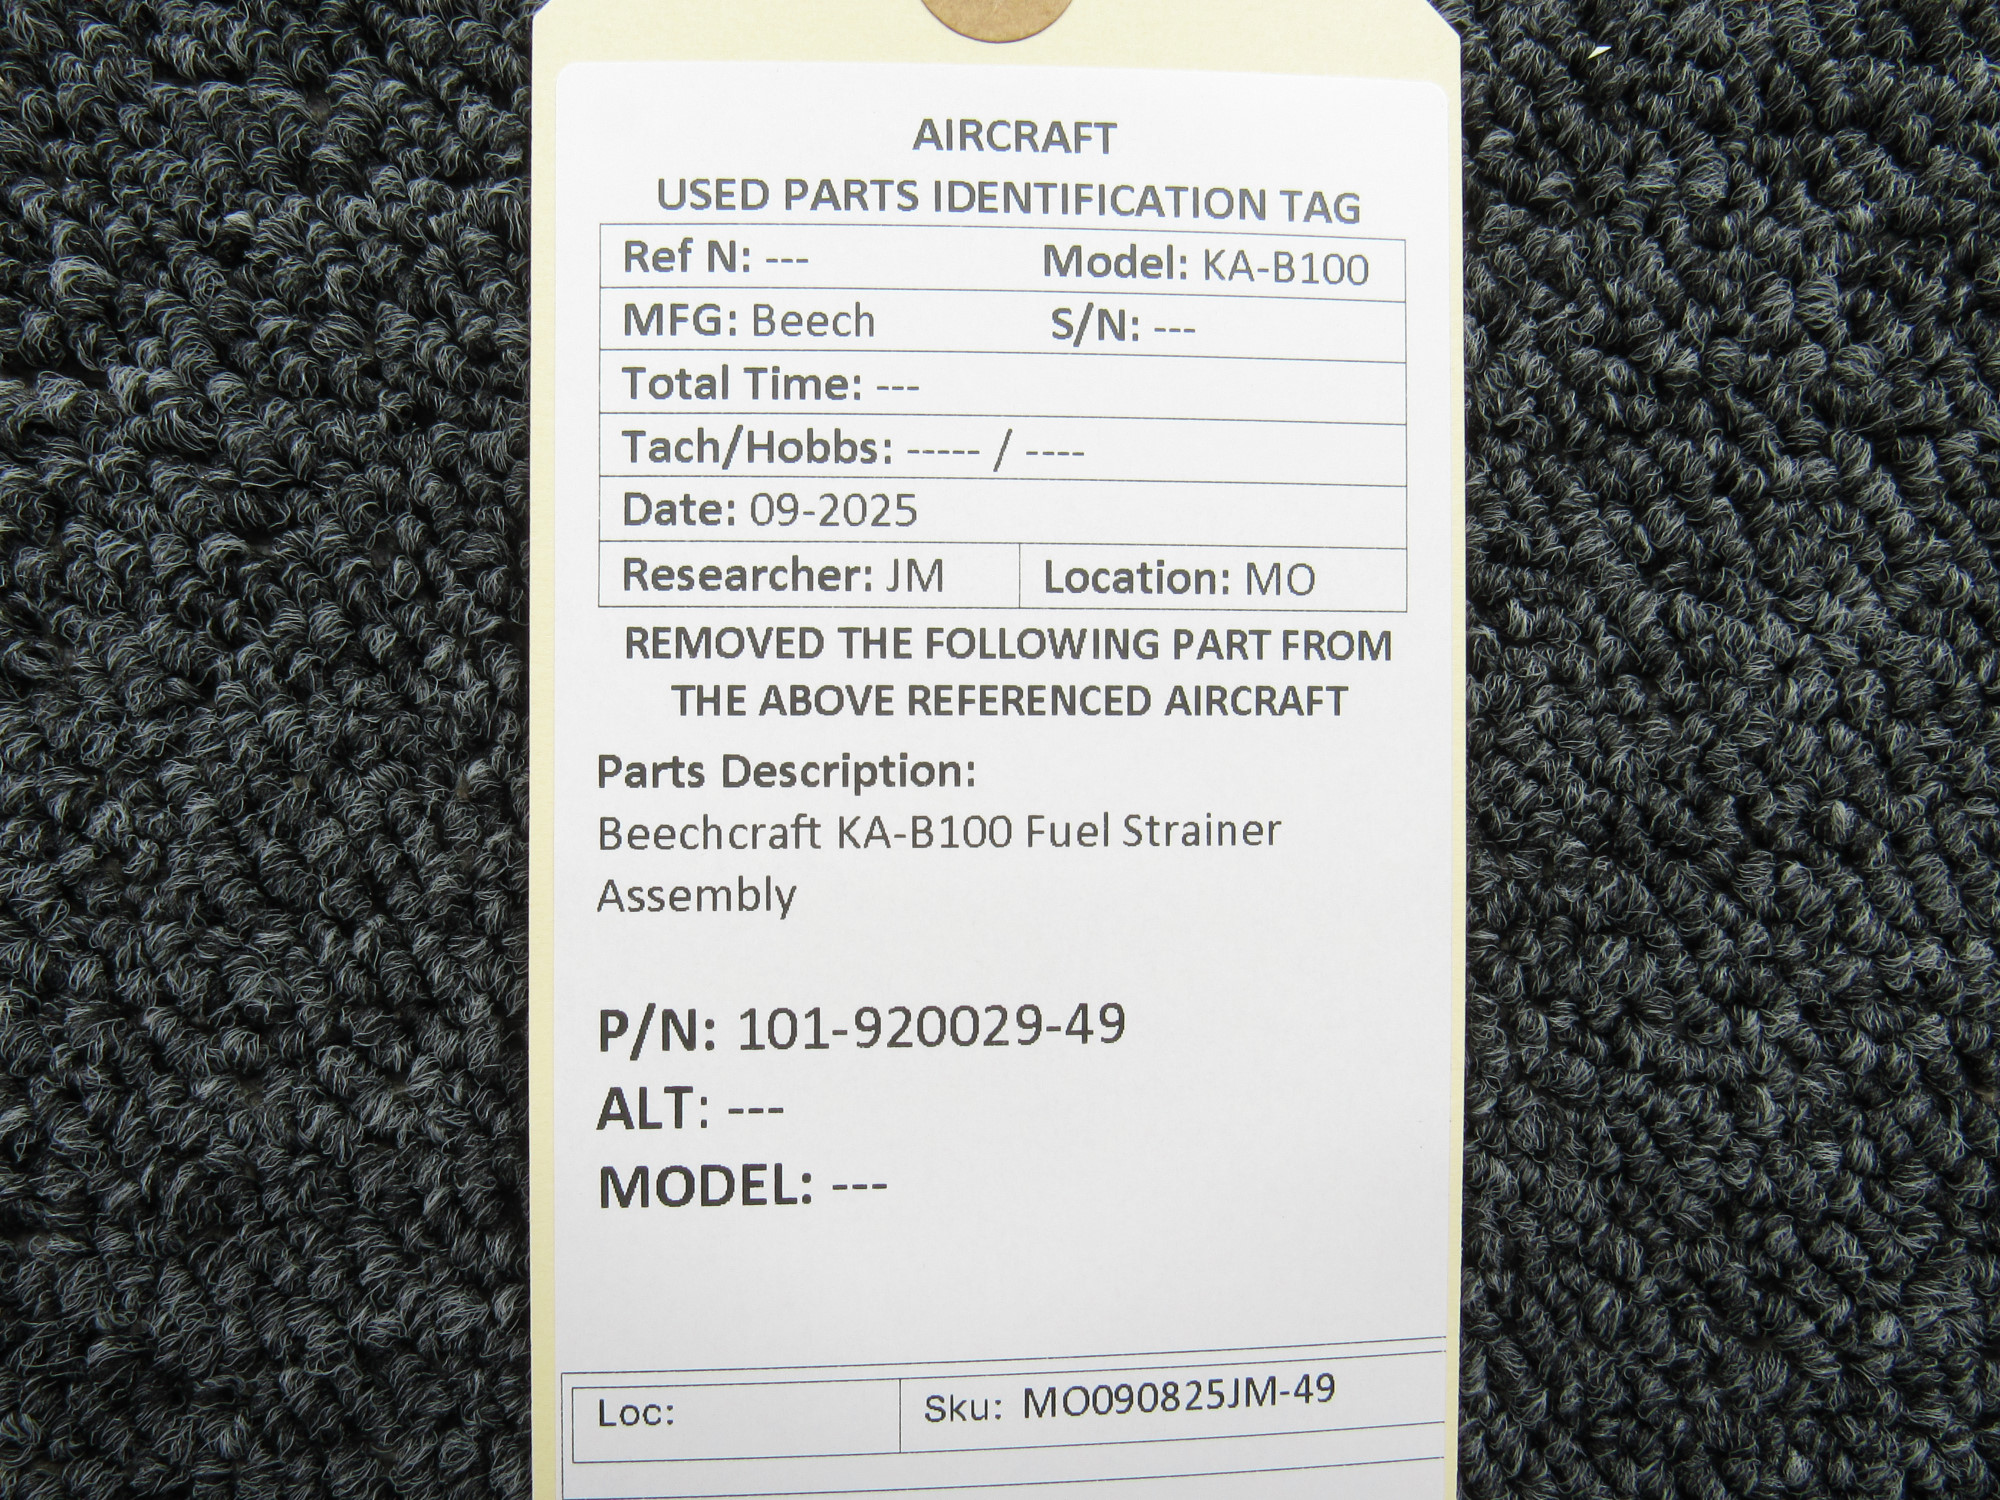 AIRCRAFT
USED PARTS IDENTIFICATION TAG
Ref N: --- Model: KA-B100
MFG: Beech S/N: ---
Total Time: ---
Tach/Hobbs: ----- / ----
Date: 09-2025
Researcher: JM Location: MO
REMOVED THE FOLLOWING PART FROM
THE ABOVE REFERENCED AIRCRAFT
Parts Description:
Beechcraft KA-B100 Fuel Strainer
Assembly
P/N: 101-920029-49
ALT: ---
MODEL: ---
Loc: Sku: MO090825JM-49